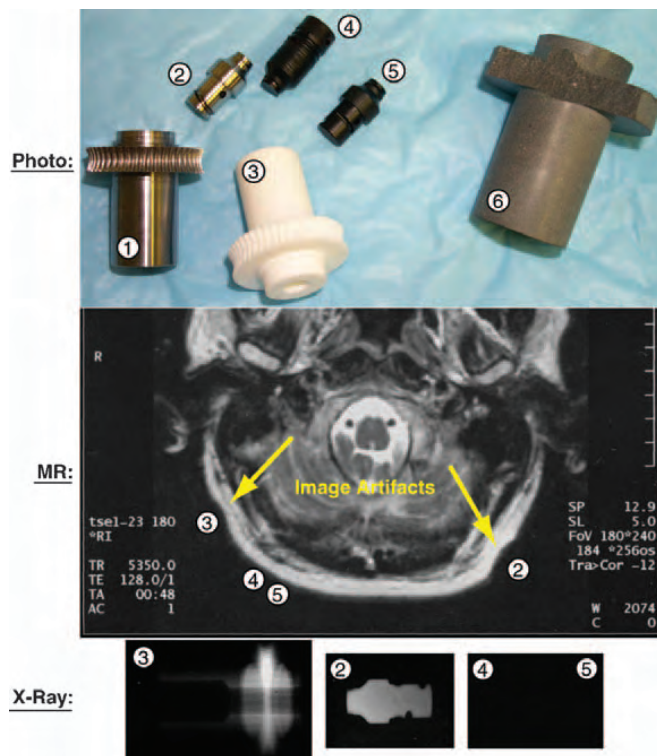 ④
②
⑤
Photo:
③
①
⑥
R
MR:
Image Artifacts
③
tse1-23 180
*RI
TR 5350.0
TE 128.0/1
TA 00:48
AC 1
④
⑤
②
SP 12.9
SL 5.0
FoV 180*240
184 *256os
Tra>Cor -12
W 2074
C 0
X-Ray:
③
②
④
⑤